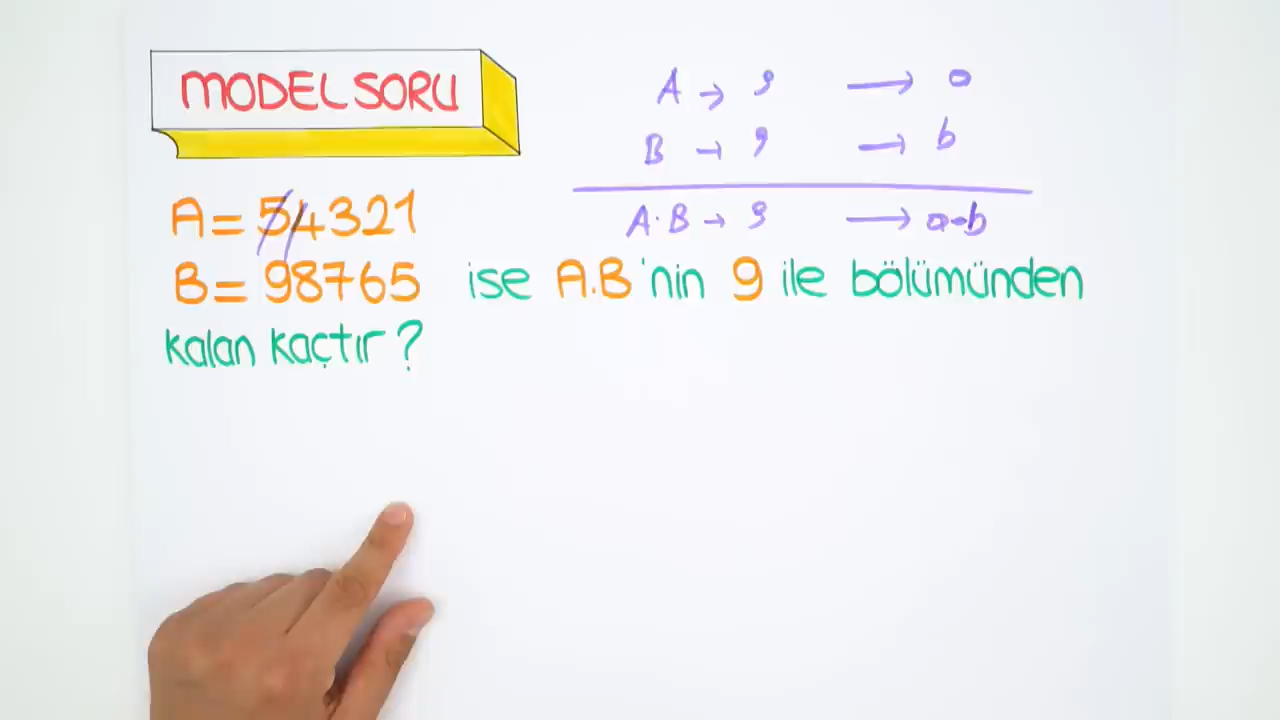 MODEL SORU
A → 9 → a
B → 9 → b
A·B → 9 → a·b
A = 54321
B = 98765 ise A.B'nin 9 ile bölümünden
kalan kaçtır ?